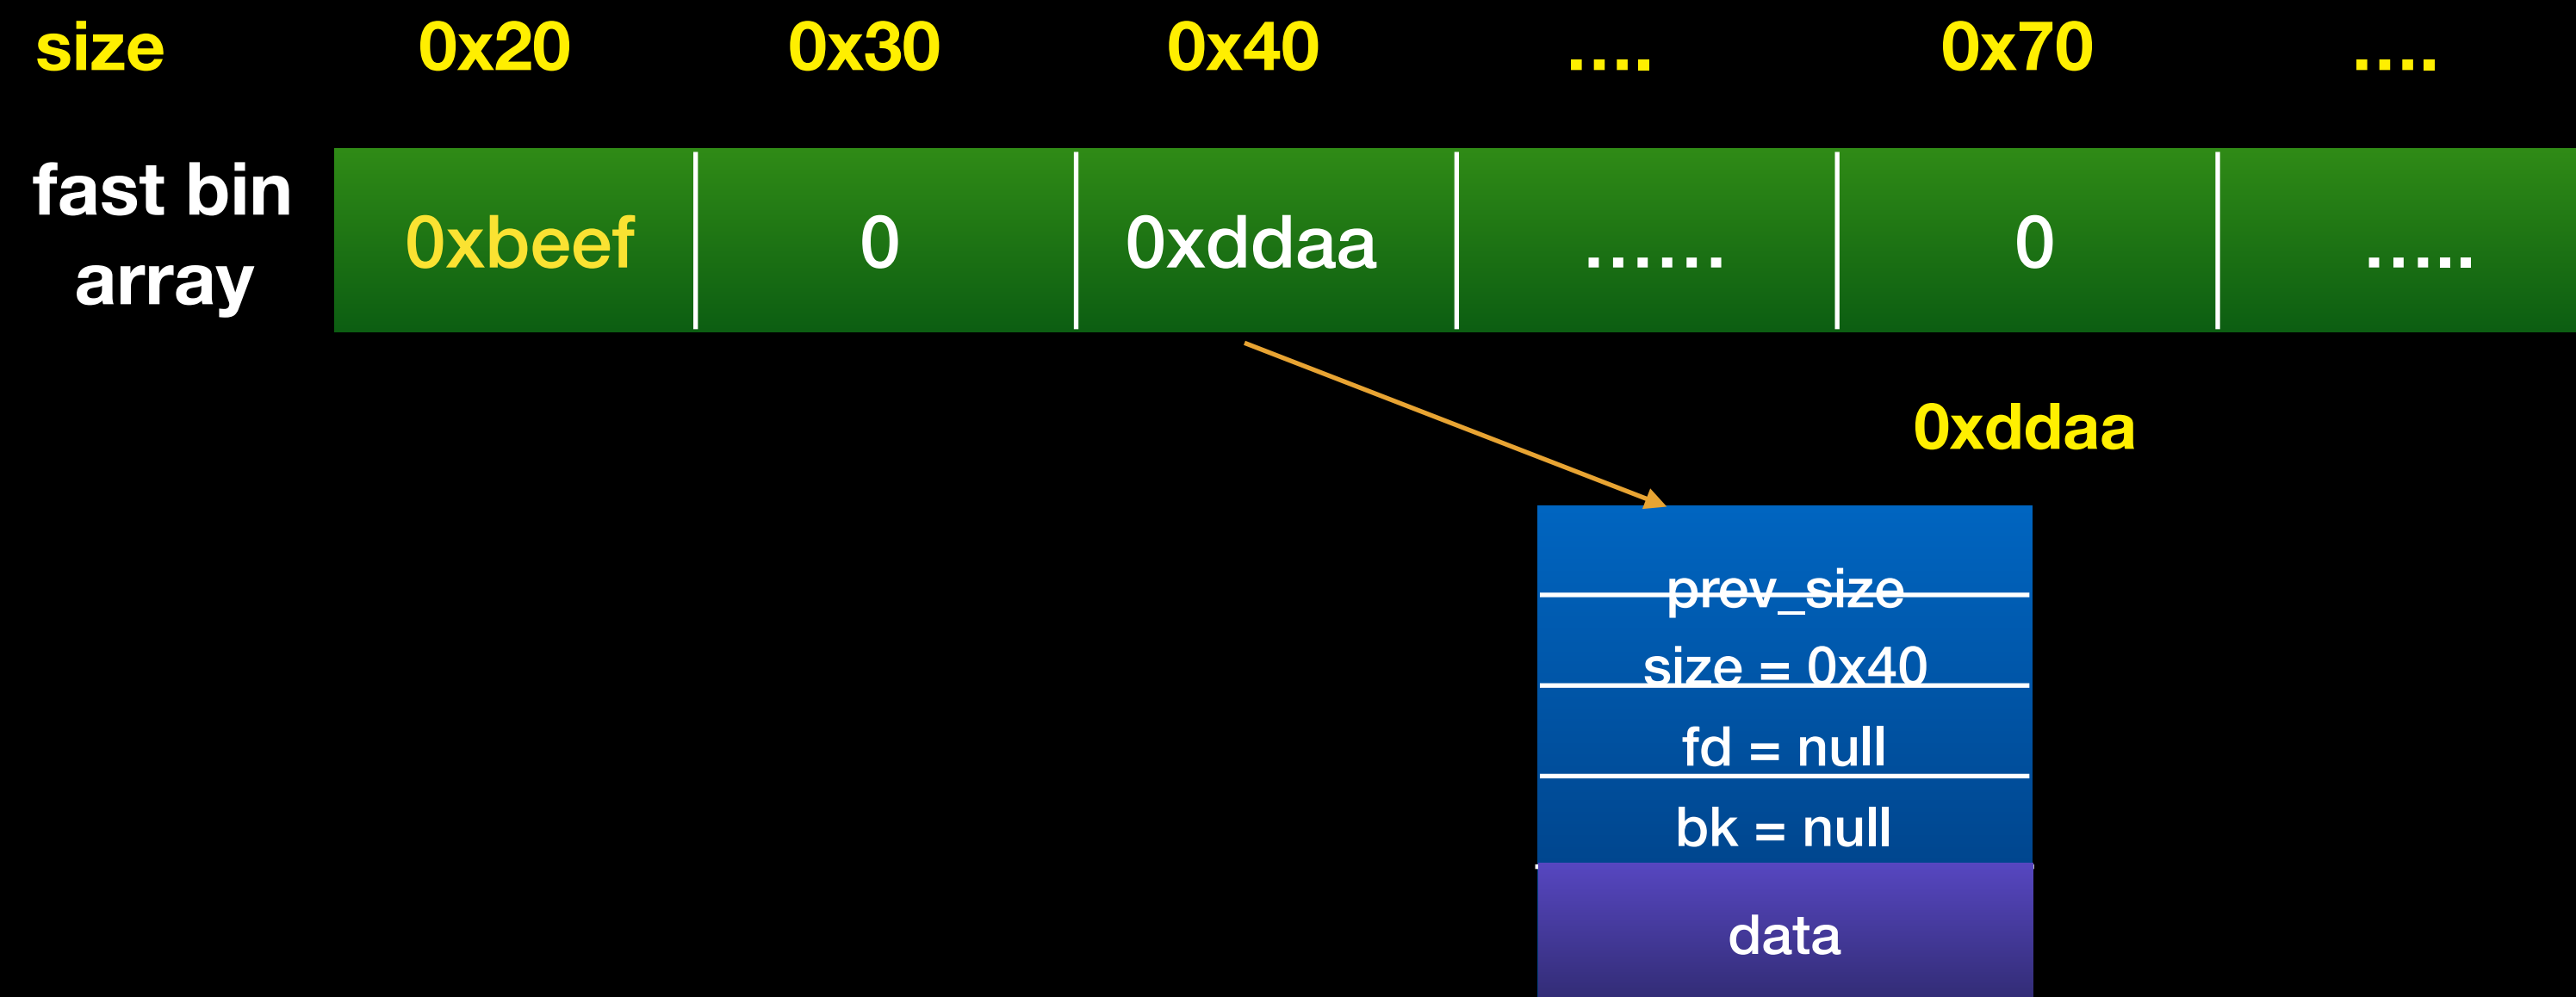 size 0x20 0x30 0x40 .... 0x70 ....
fast bin
array
0xbeef 0 0xddaa ...... 0 .....
0xddaa
prev_size
size = 0x40
fd = null
bk = null
data